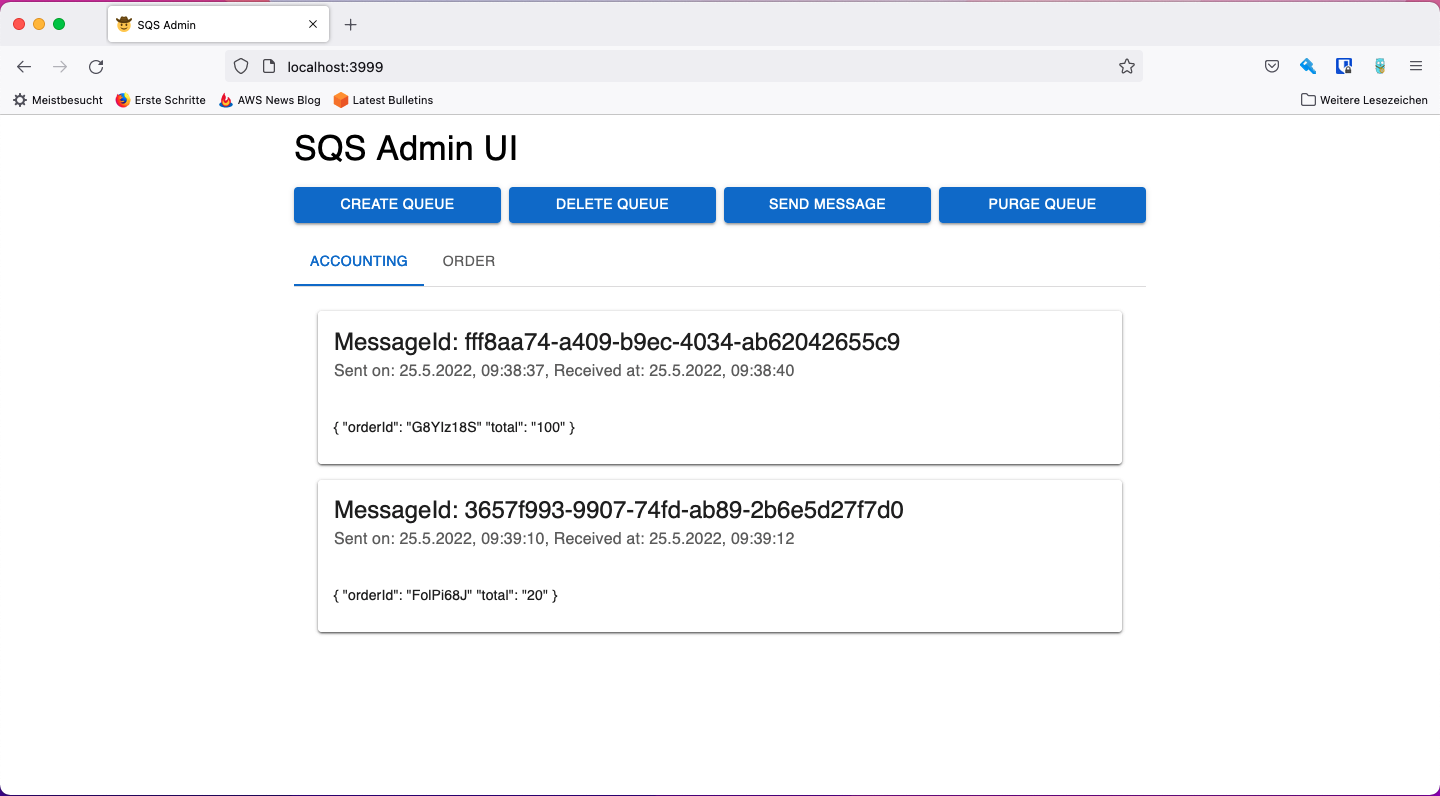 SQS Admin
localhost:3999
Meistbesucht Erste Schritte AWS News Blog Latest Bulletins Weitere Lesezeichen
SQS Admin UI
CREATE QUEUE DELETE QUEUE SEND MESSAGE PURGE QUEUE
ACCOUNTING ORDER
MessageId: fff8aa74-a409-b9ec-4034-ab62042655c9
Sent on: 25.5.2022, 09:38:37, Received at: 25.5.2022, 09:38:40
{ "orderId": "G8YIz18S" "total": "100" }
MessageId: 3657f993-9907-74fd-ab89-2b6e5d27f7d0
Sent on: 25.5.2022, 09:39:10, Received at: 25.5.2022, 09:39:12
{ "orderId": "FolPi68J" "total": "20" }